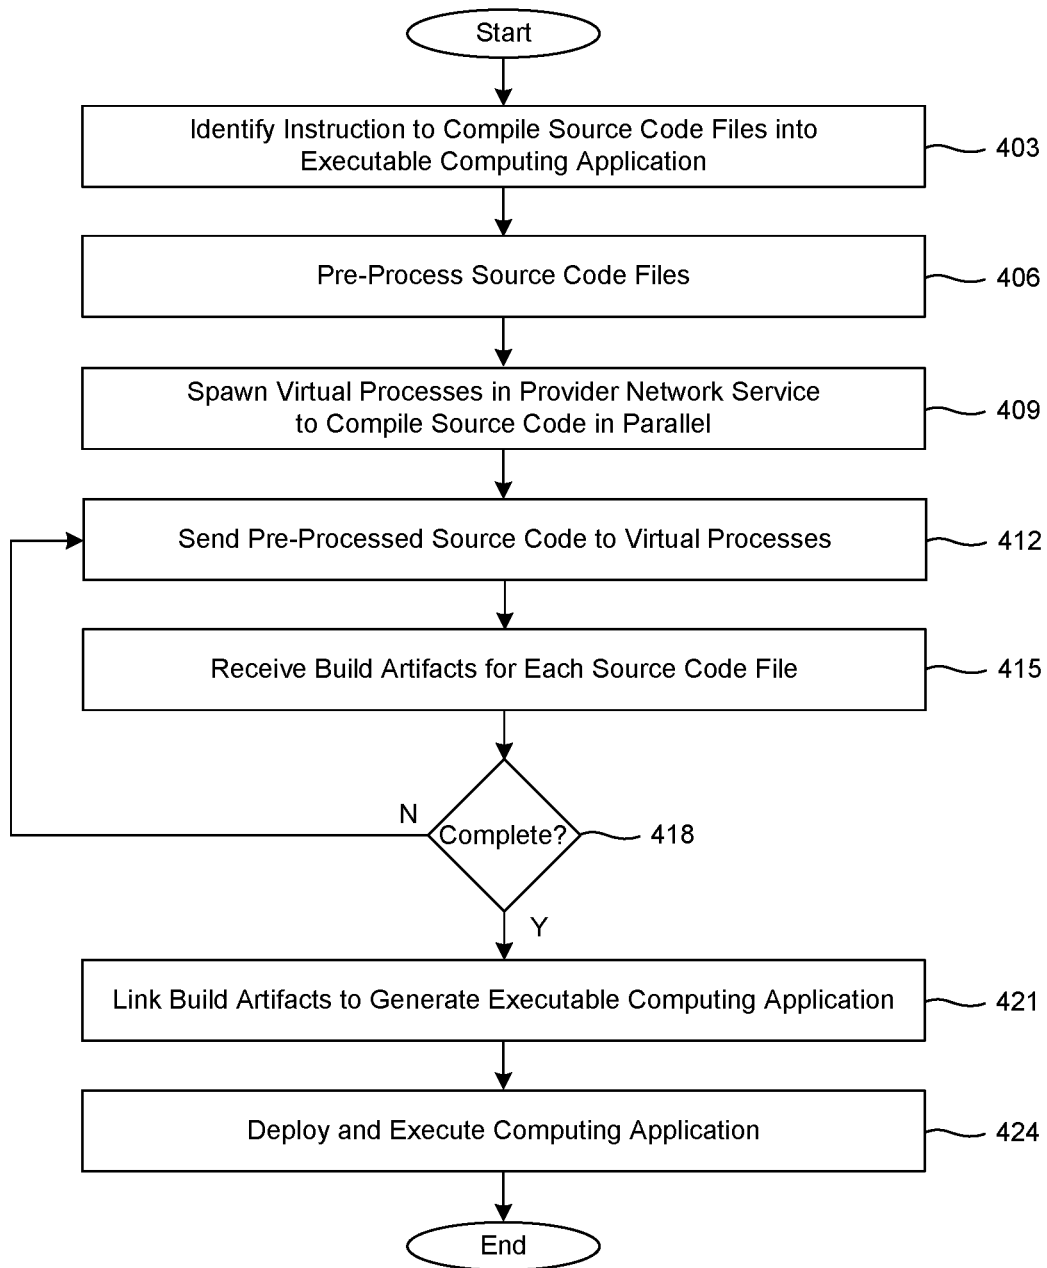 Start
Identify Instruction to Compile Source Code Files into
Executable Computing Application
403
Pre-Process Source Code Files
406
Spawn Virtual Processes in Provider Network Service
to Compile Source Code in Parallel
409
Send Pre-Processed Source Code to Virtual Processes
412
Receive Build Artifacts for Each Source Code File
415
N
Complete?
418
Y
Link Build Artifacts to Generate Executable Computing Application
421
Deploy and Execute Computing Application
424
End